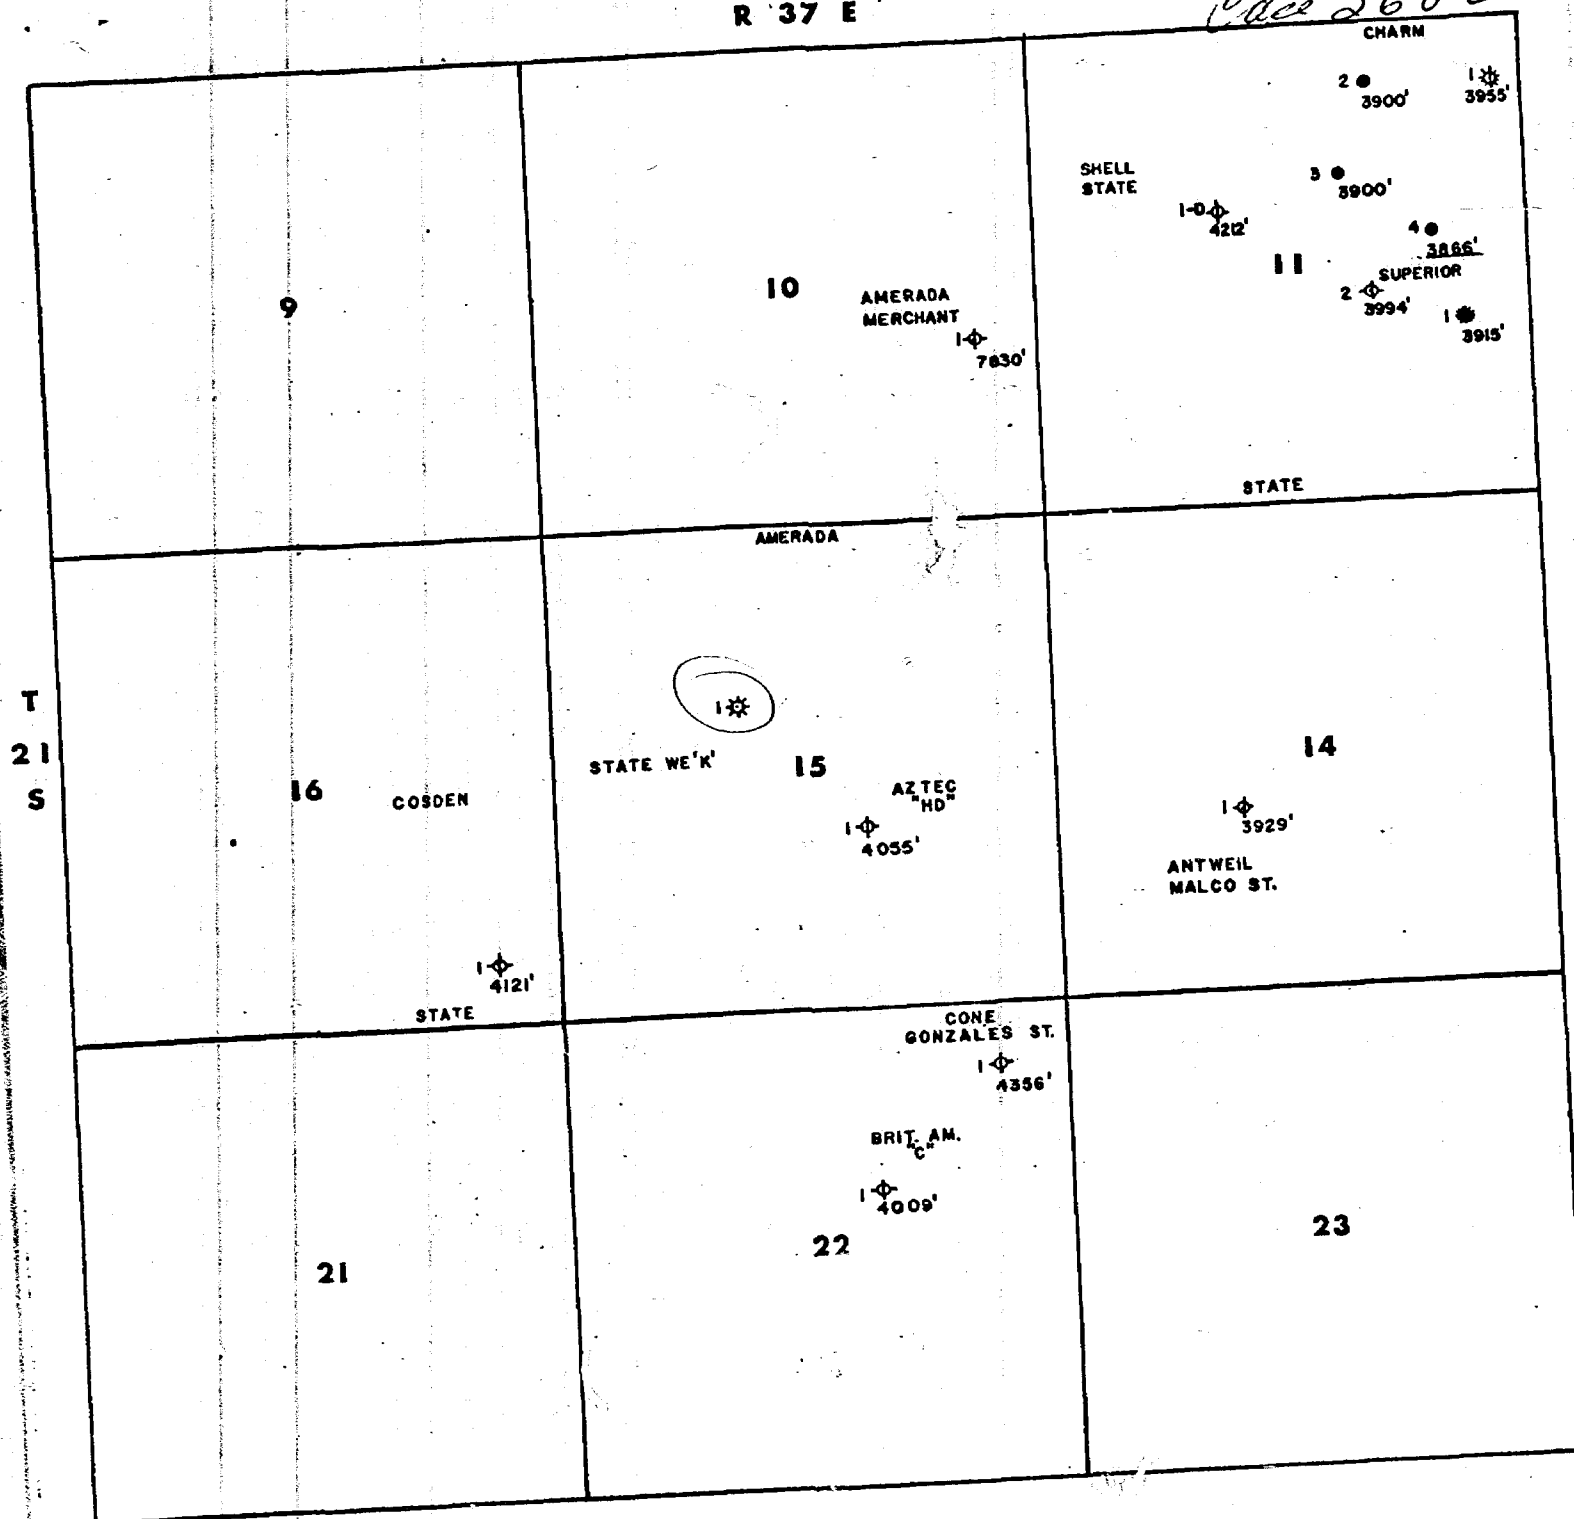 R 37 E
Case
CHARM
2
3900'
1
3955'
SHELL
STATE
3
3900'
1-D
4212'
4
3866'
11
SUPERIOR
2
3994'
1
3915'
9
10
AMERADA
MERCHANT
1
7830'
STATE
AMERADA
T
21
S
1
STATE WE'K'
15
AZTEC
"HD"
1
4055'
16
COSDEN
14
1
3929'
ANTWEIL
MALCO ST.
1
4121'
STATE
CONE
GONZALES ST.
1
4356'
BRIT. AM.
"C"
1
4009'
21
22
23